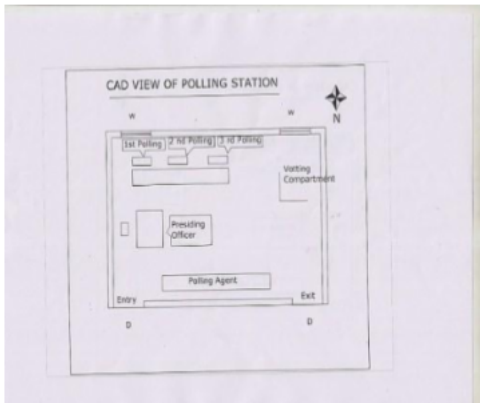 CAD VIEW OF POLLING STATION
N
W
W
1st Polling
2 nd Polling
3 rd Polling
Votting
Compartment
Presiding
Officer
Polling Agent
Entry
Exit
D
D